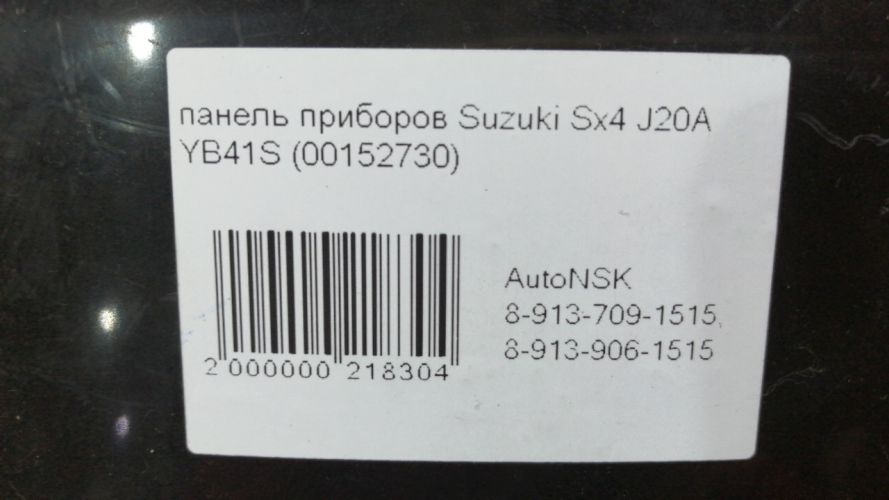 панель приборов Suzuki Sx4 J20A
YB41S (00152730)
AutoNSK
8-913-709-1515,
8-913-906-1515
2 000000 218304